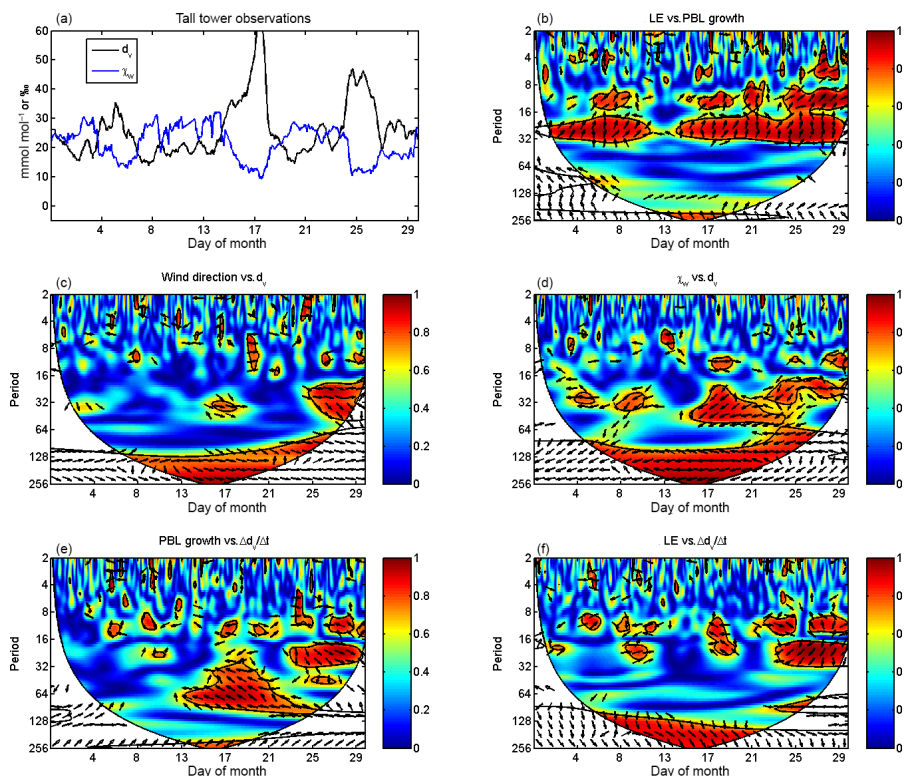 (a) Tall tower observations
mmol mol⁻¹ or ‰
60
50
40
30
20
10
0
d_v
χ_w
4 8 13 17 21 25 29
Day of month
(b) LE vs.PBL growth
2
4
8
16
32
64
128
256
Period
4 8 13 17 21 25 29
Day of month
1
0.8
0.6
0.4
0.2
0
(c) Wind direction vs.d_v
2
4
8
16
32
64
128
256
Period
4 8 13 17 21 25 29
Day of month
1
0.8
0.6
0.4
0.2
0
(d) χ_w vs.d_v
2
4
8
16
32
64
128
256
Period
4 8 13 17 21 25 29
Day of month
1
0.8
0.6
0.4
0.2
0
(e) PBL growth vs.Δd_v/Δt
2
4
8
16
32
64
128
256
Period
4 8 13 17 21 25 29
Day of month
1
0.8
0.6
0.4
0.2
0
(f) LE vs.Δd_v/Δt
2
4
8
16
32
64
128
256
Period
4 8 13 17 21 25 29
Day of month
1
0.8
0.6
0.4
0.2
0